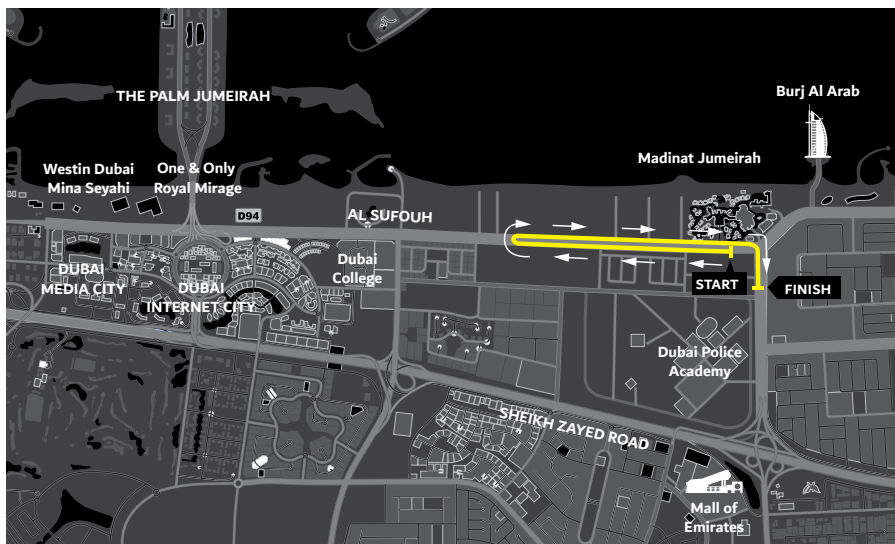 Burj Al Arab
THE PALM JUMEIRAH
Madinat Jumeirah
Westin Dubai
Mina Seyahi
One & Only
Royal Mirage
D94
AL SUFOUH
Dubai
College
DUBAI
MEDIA CITY
DUBAI
INTERNET CITY
START
FINISH
Dubai Police
Academy
SHEIKH ZAYED ROAD
Mall of
Emirates